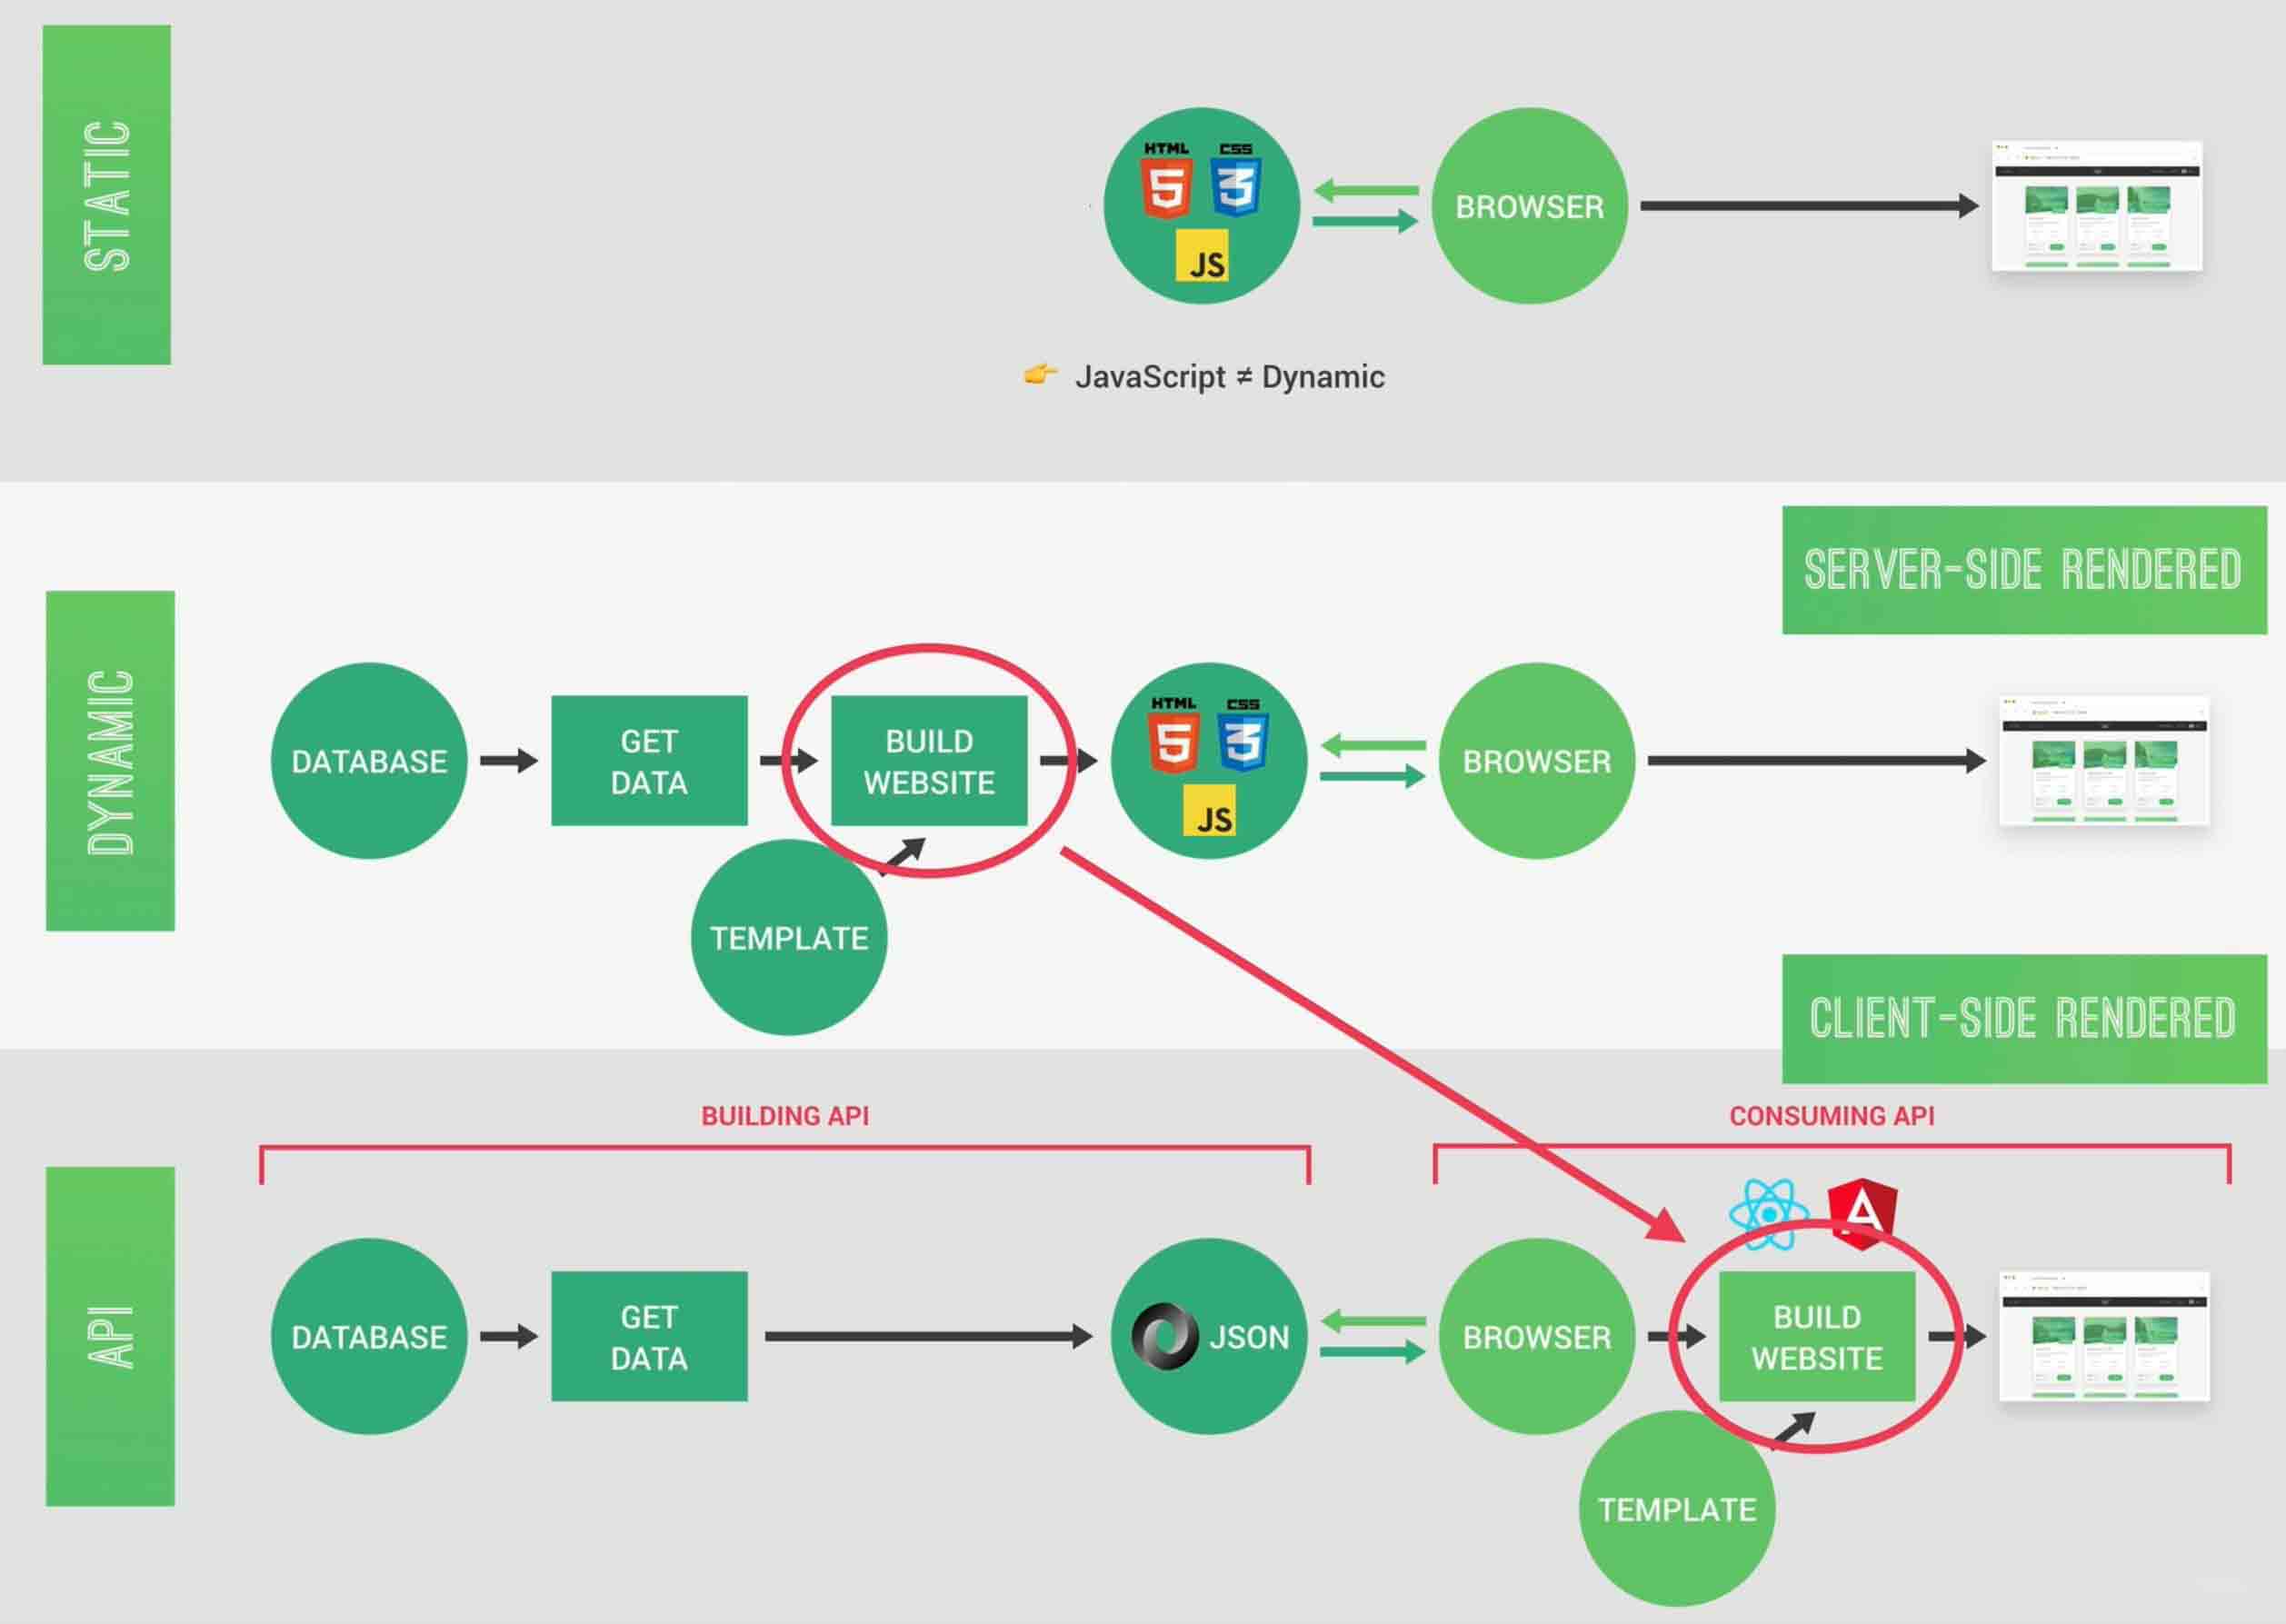 STATIC
HTML
CSS
5
3
JS
BROWSER
👉 JavaScript ≠ Dynamic
SERVER-SIDE RENDERED
DYNAMIC
DATABASE
GET
DATA
BUILD
WEBSITE
TEMPLATE
HTML
CSS
5
3
JS
BROWSER
CLIENT-SIDE RENDERED
BUILDING API
CONSUMING API
API
DATABASE
GET
DATA
JSON
BROWSER
A
BUILD
WEBSITE
TEMPLATE